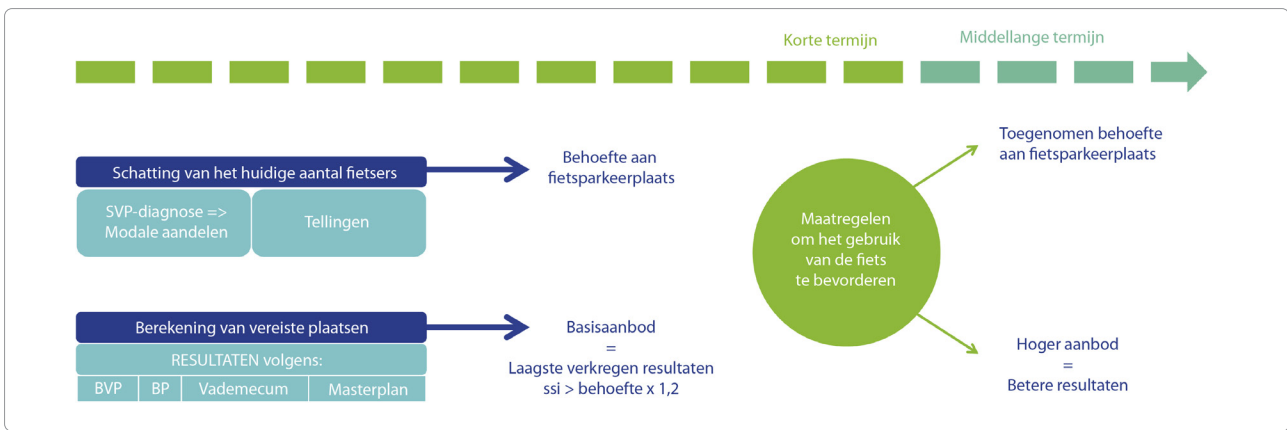 Korte termijn
Middellange termijn
Schatting van het huidige aantal fietsers
SVP-diagnose =>
Modale aandelen
Tellingen
Behoefte aan
fietsparkeerplaats
Berekening van vereiste plaatsen
RESULTATEN volgens:
BVP
BP
Vademecum
Masterplan
Basisaanbod
=
Laagste verkregen resultaten
ssi > behoefte x 1,2
Maatregelen
om het gebruik
van de fiets
te bevorderen
Toegenomen behoefte
aan fietsparkeerplaats
Hoger aanbod
=
Betere resultaten